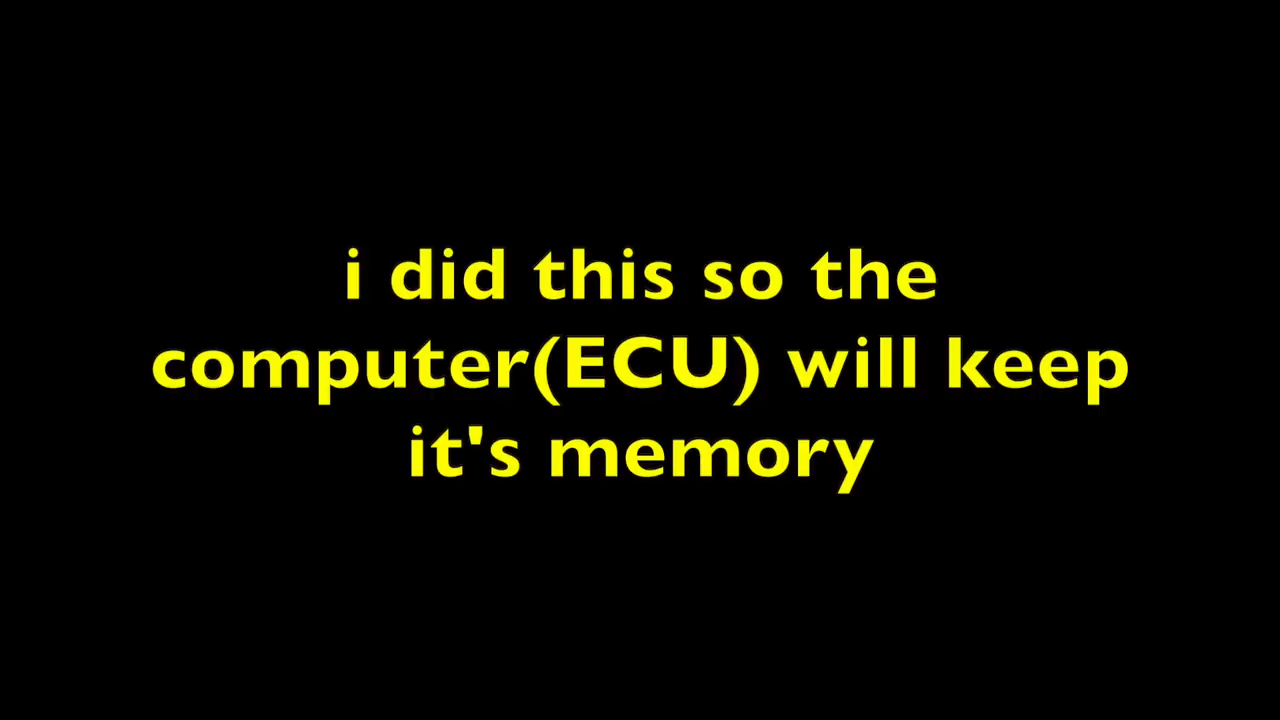 i did this so the
computer(ECU) will keep
it's memory